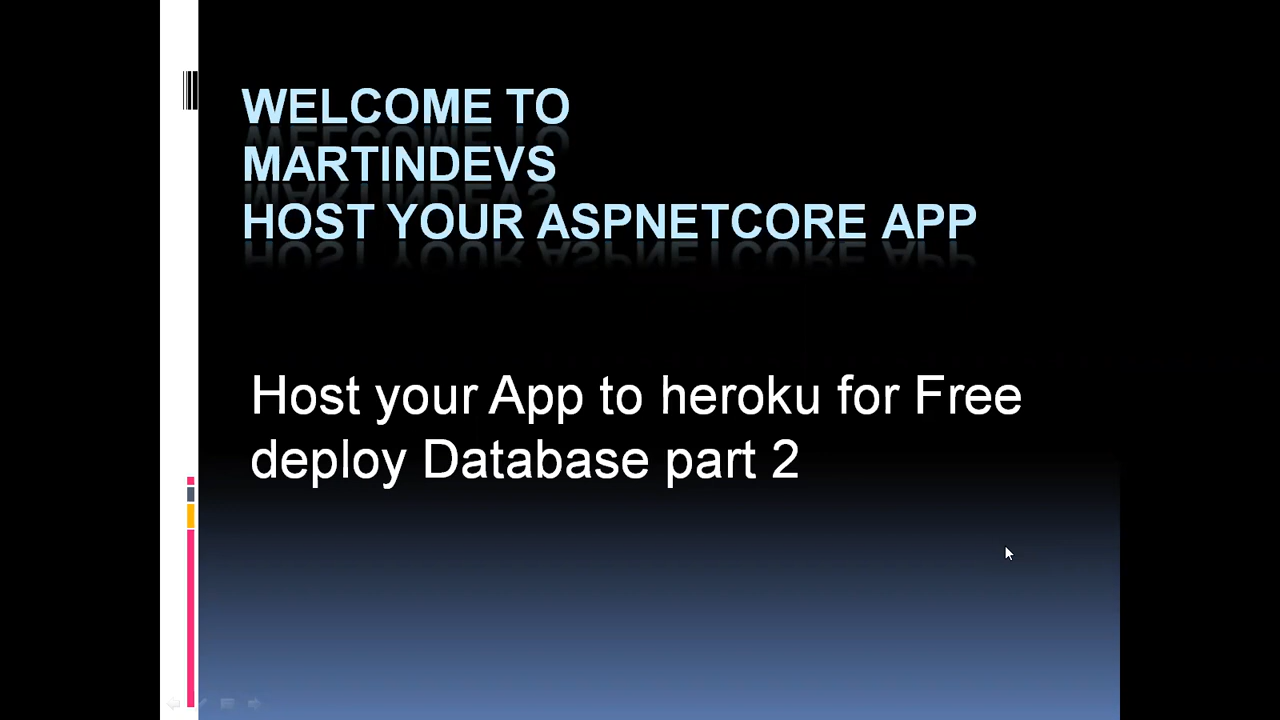 WELCOME TO
MARTINDEVS
HOST YOUR ASPNETCORE APP
Host your App to heroku for Free
deploy Database part 2